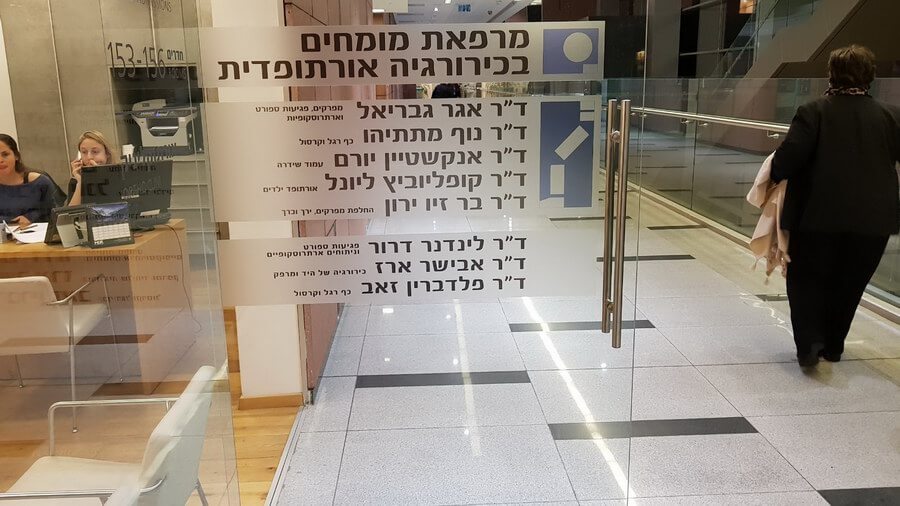 חדרים
153-156
ROOMS
מרפאת מומחים
בכירורגיה אורתופדית
ד"ר אגר גבריאל מפרקים, פגיעות ספורט וארתרוסקופיות
ד"ר נוף מתתיהו כף רגל וקרסול
ד"ר אנקשטיין יורם עמוד שידרה
ד"ר קופליוביץ ליונל אורתופד ילדים
ד"ר בר זיו ירון החלפת מפרקים, ירך וברך
ד"ר לינדנר דרור פגיעות ספורט וניתוחים ארתרוסקופיים
ד"ר אבישר ארז כירורגיה של היד ומרפק
ד"ר פלדברין זאב כף רגל וקרסול